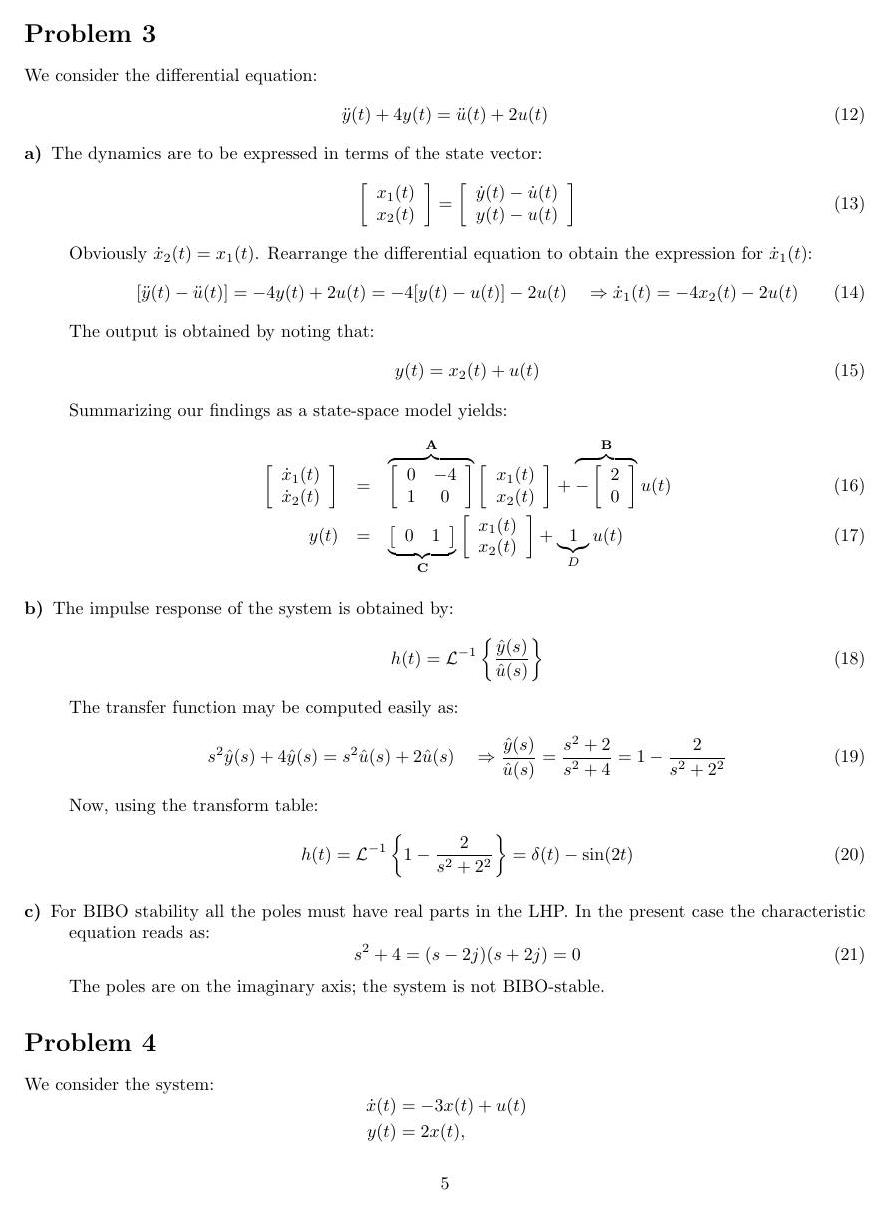 Problem 3
We consider the differential equation:
ÿ(t) + 4y(t) = ü(t) + 2u(t) (12)
a) The dynamics are to be expressed in terms of the state vector:
[ x₁(t) ; x₂(t) ] = [ ẏ(t) − u̇(t) ; y(t) − u(t) ] (13)
Obviously ẋ₂(t) = x₁(t). Rearrange the differential equation to obtain the expression for ẋ₁(t):
[ÿ(t) − ü(t)] = −4y(t) + 2u(t) = −4[y(t) − u(t)] − 2u(t) ⇒ ẋ₁(t) = −4x₂(t) − 2u(t) (14)
The output is obtained by noting that:
y(t) = x₂(t) + u(t) (15)
Summarizing our findings as a state-space model yields:
A B
[ ẋ₁(t) ; ẋ₂(t) ] = [ 0 −4 ; 1 0 ] [ x₁(t) ; x₂(t) ] + − [ 2 ; 0 ] u(t) (16)
y(t) = [ 0 1 ] [ x₁(t) ; x₂(t) ] + 1 u(t) (17)
C D
b) The impulse response of the system is obtained by:
h(t) = ℒ⁻¹ { ŷ(s) / û(s) } (18)
The transfer function may be computed easily as:
s²ŷ(s) + 4ŷ(s) = s²û(s) + 2û(s) ⇒ ŷ(s) / û(s) = (s² + 2) / (s² + 4) = 1 − 2 / (s² + 2²) (19)
Now, using the transform table:
h(t) = ℒ⁻¹ { 1 − 2 / (s² + 2²) } = δ(t) − sin(2t) (20)
c) For BIBO stability all the poles must have real parts in the LHP. In the present case the characteristic
equation reads as:
s² + 4 = (s − 2j)(s + 2j) = 0 (21)
The poles are on the imaginary axis; the system is not BIBO-stable.
Problem 4
We consider the system:
ẋ(t) = −3x(t) + u(t)
y(t) = 2x(t),
5